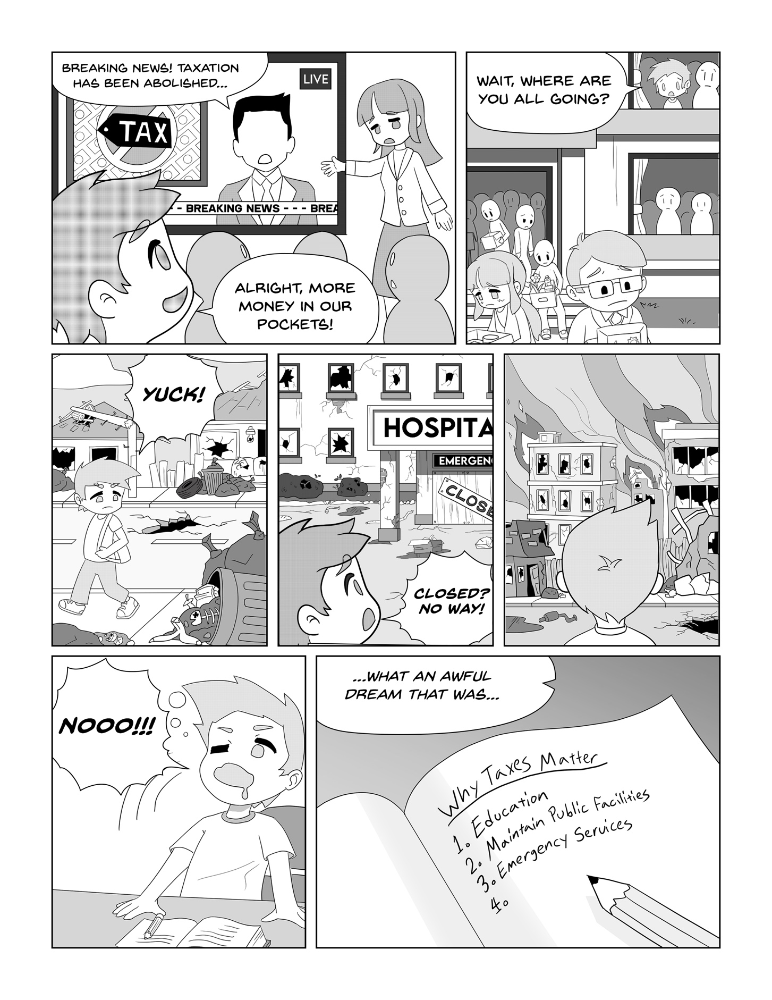 BREAKING NEWS! TAXATION
HAS BEEN ABOLISHED...
LIVE
TAX
- - BREAKING NEWS - - - BREA
ALRIGHT, MORE
MONEY IN OUR
POCKETS!
WAIT, WHERE ARE
YOU ALL GOING?
YUCK!
HOSPITA
EMERGENC
CLOSE
CLOSED?
NO WAY!
NOOO!!!
...WHAT AN AWFUL
DREAM THAT WAS...
Why Taxes Matter
1. Education
2. Maintain Public Facilities
3. Emergency Services
4.